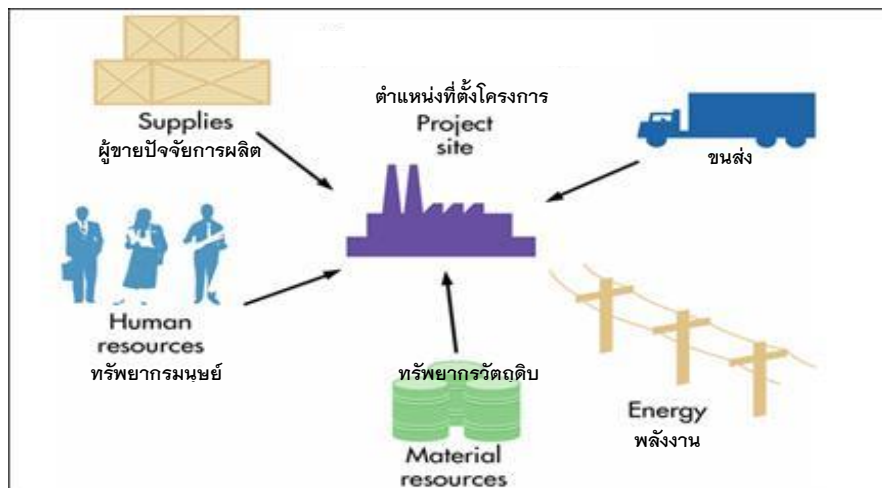 ตำแหน่งที่ตั้งโครงการ
Project
site
Supplies
ผู้ขายปัจจัยการผลิต
ขนส่ง
Human
resources
ทรัพยากรมนุษย์
ทรัพยากรวัตถุดิบ
Material
resources
Energy
พลังงาน